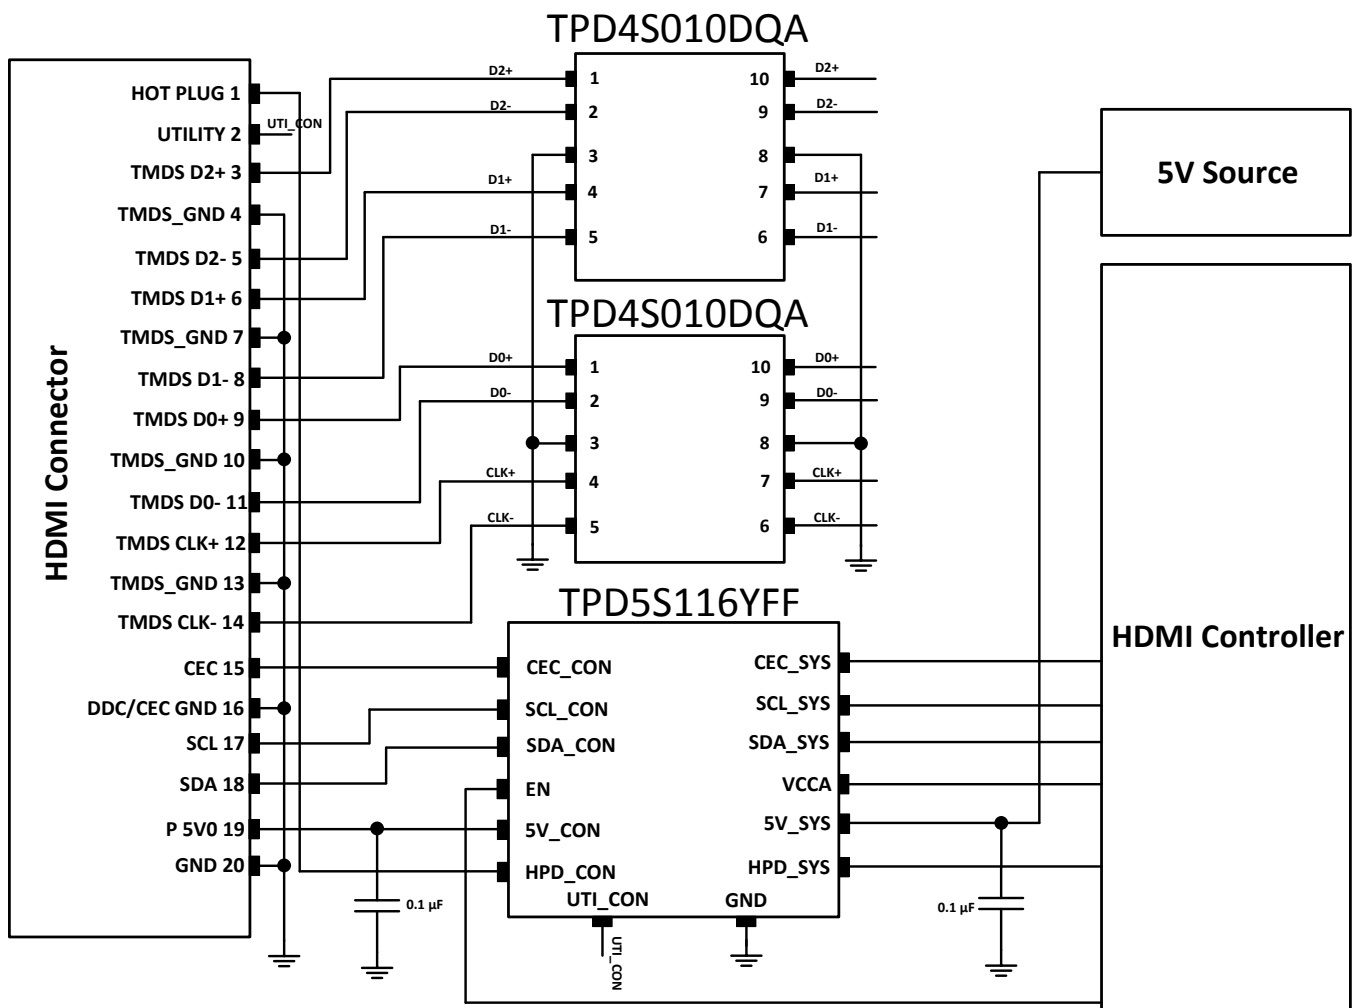 TPD4S010DQA
HDMI Connector
HOT PLUG 1
UTILITY 2
UTI_CON
TMDS D2+ 3
TMDS_GND 4
TMDS D2- 5
TMDS D1+ 6
TMDS_GND 7
TMDS D1- 8
TMDS D0+ 9
TMDS_GND 10
TMDS D0- 11
TMDS CLK+ 12
TMDS_GND 13
TMDS CLK- 14
CEC 15
DDC/CEC GND 16
SCL 17
SDA 18
P 5V0 19
GND 20
D2+ 1 10 D2+
D2- 2 9 D2-
3 8
D1+ 4 7 D1+
D1- 5 6 D1-
TPD4S010DQA
D0+ 1 10 D0+
D0- 2 9 D0-
3 8
CLK+ 4 7 CLK+
CLK- 5 6 CLK-
TPD5S116YFF
CEC_CON CEC_SYS
SCL_CON SCL_SYS
SDA_CON SDA_SYS
EN VCCA
5V_CON 5V_SYS
HPD_CON HPD_SYS
UTI_CON GND
UTI_CON
0.1 µF
0.1 µF
5V Source
HDMI Controller